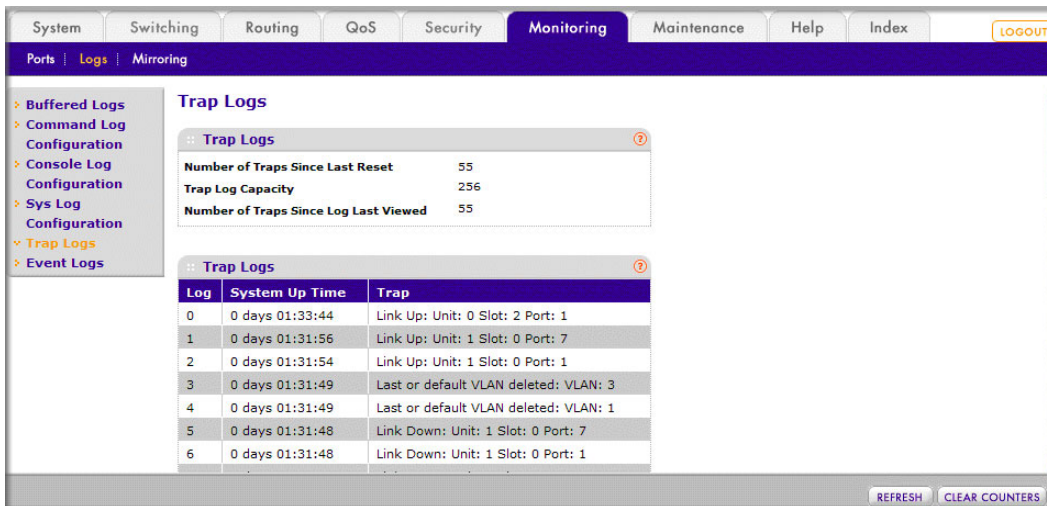 System Switching Routing QoS Security Monitoring Maintenance Help Index LOGOUT
Ports Logs Mirroring
Buffered Logs
Command Log
Configuration
Console Log
Configuration
Sys Log
Configuration
Trap Logs
Event Logs
Trap Logs
Trap Logs ?
Number of Traps Since Last Reset 55
Trap Log Capacity 256
Number of Traps Since Log Last Viewed 55
Trap Logs ?
Log System Up Time Trap
0 0 days 01:33:44 Link Up: Unit: 0 Slot: 2 Port: 1
1 0 days 01:31:56 Link Up: Unit: 1 Slot: 0 Port: 7
2 0 days 01:31:54 Link Up: Unit: 1 Slot: 0 Port: 1
3 0 days 01:31:49 Last or default VLAN deleted: VLAN: 3
4 0 days 01:31:49 Last or default VLAN deleted: VLAN: 1
5 0 days 01:31:48 Link Down: Unit: 1 Slot: 0 Port: 7
6 0 days 01:31:48 Link Down: Unit: 1 Slot: 0 Port: 1
REFRESH CLEAR COUNTERS